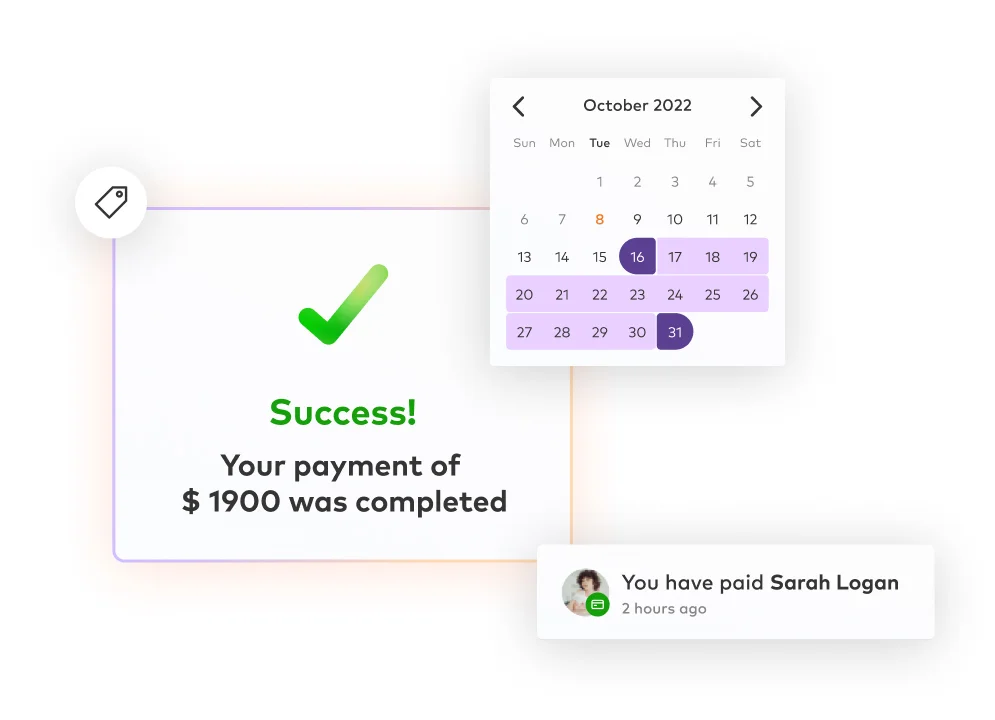 October 2022
Sun Mon Tue Wed Thu Fri Sat
1 2 3 4 5
6 7 8 9 10 11 12
13 14 15 16 17 18 19
20 21 22 23 24 25 26
27 28 29 30 31
Success!
Your payment of
$ 1900 was completed
You have paid Sarah Logan
2 hours ago